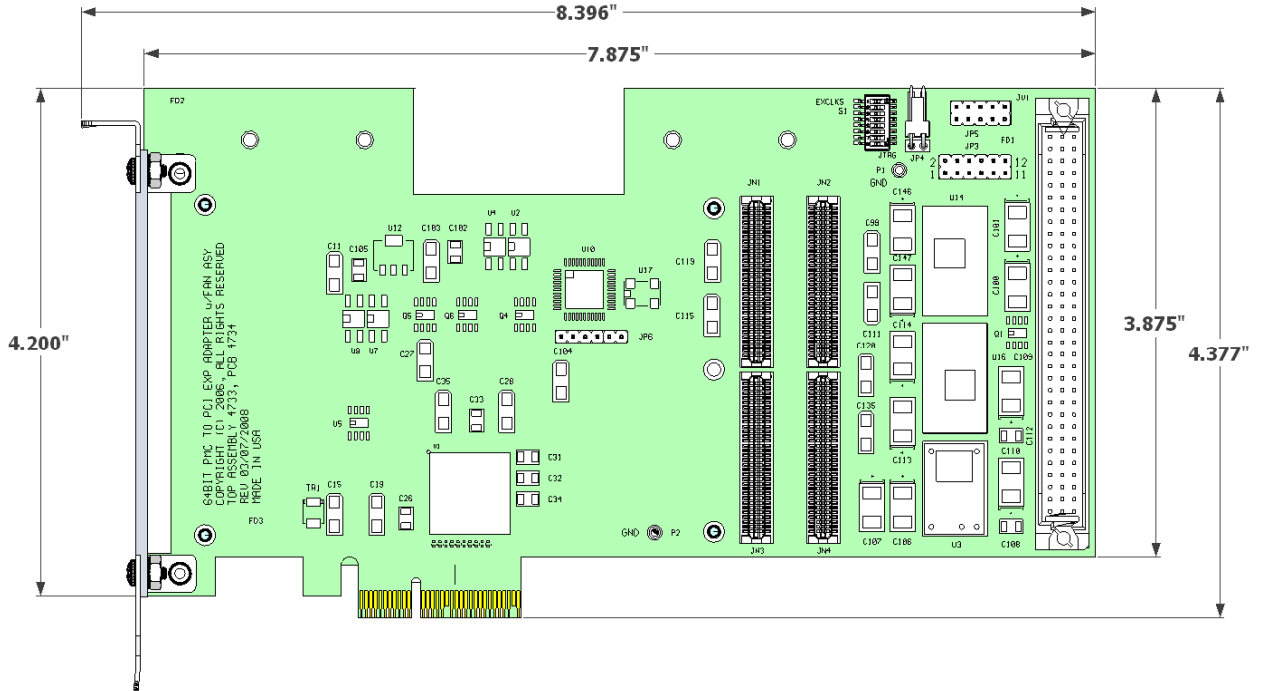 8.396"
7.875"
FD2
EXCLKS
S1
JTAG
JP4
JP5
JV1
FD1
JP3
2
12
1
11
P1
GND
JN1
JN2
C146
U14
C101
U4
U2
U12
C103
C102
C11
C105
U10
U17
C119
C98
C147
C100
C115
C111
C114
Q1
U16
C109
Q5
Q6
Q4
JP6
U8
U7
C27
C104
C120
4.200"
3.875"
4.377"
64BIT PMC TO PCI EXP ADAPTER w/FAN ASY
COPYRIGHT (C) 2006, ALL RIGHTS RESERVED
TOP ASSEMBLY 4733, PCB 4734
REV 03/07/2008
MADE IN USA
C35
C33
C28
C135
U5
U1
C112
C113
C110
C31
C32
C34
TR1
C15
C19
C26
FD3
GND
P2
JN3
JN4
C107
C106
U3
C108